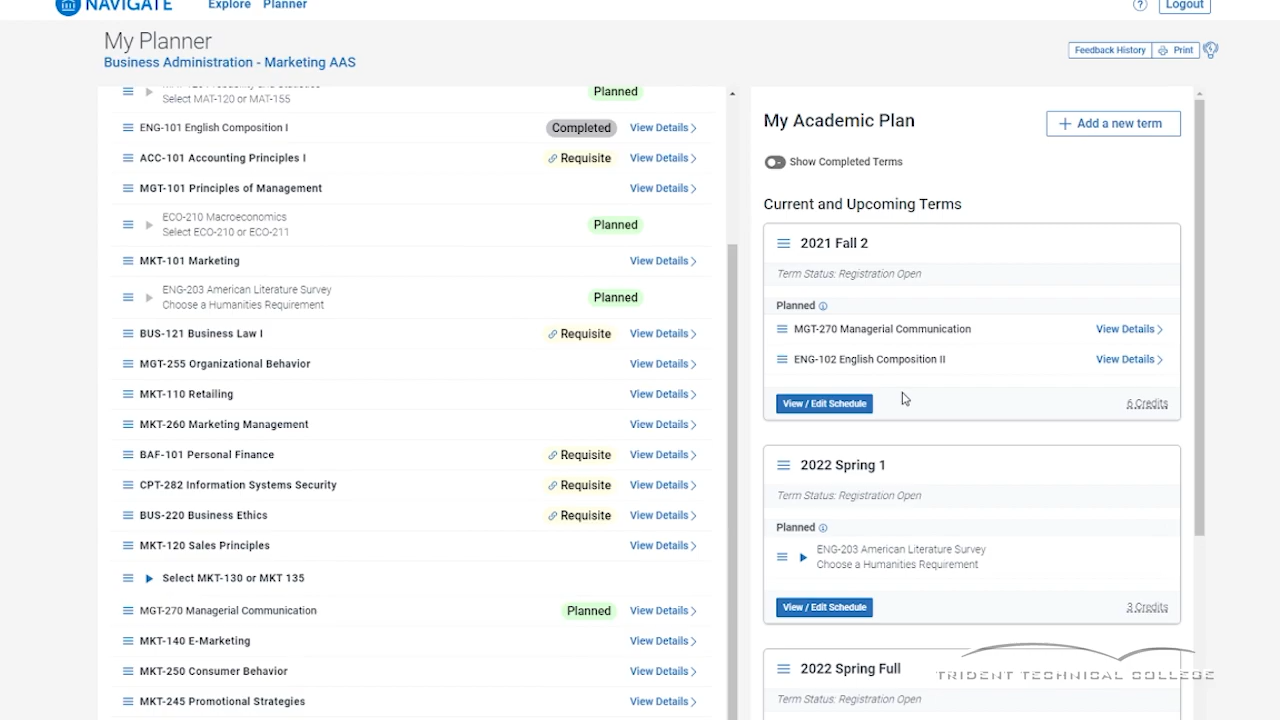 NAVIGATE
Explore
Planner
?
Logout
My Planner
Business Administration - Marketing AAS
Feedback History
Print
Select MAT-120 or MAT-155
Planned
ENG-101 English Composition I
Completed
View Details
ACC-101 Accounting Principles I
Requisite
View Details
MGT-101 Principles of Management
View Details
ECO-210 Macroeconomics
Select ECO-210 or ECO-211
Planned
MKT-101 Marketing
View Details
ENG-203 American Literature Survey
Choose a Humanities Requirement
Planned
BUS-121 Business Law I
Requisite
View Details
MGT-255 Organizational Behavior
View Details
MKT-110 Retailing
View Details
MKT-260 Marketing Management
View Details
BAF-101 Personal Finance
Requisite
View Details
CPT-282 Information Systems Security
Requisite
View Details
BUS-220 Business Ethics
Requisite
View Details
MKT-120 Sales Principles
View Details
Select MKT-130 or MKT 135
MGT-270 Managerial Communication
Planned
View Details
MKT-140 E-Marketing
View Details
MKT-250 Consumer Behavior
View Details
MKT-245 Promotional Strategies
View Details
My Academic Plan
+ Add a new term
Show Completed Terms
Current and Upcoming Terms
2021 Fall 2
Term Status: Registration Open
Planned
MGT-270 Managerial Communication
View Details
ENG-102 English Composition II
View Details
View / Edit Schedule
6 Credits
2022 Spring 1
Term Status: Registration Open
Planned
ENG-203 American Literature Survey
Choose a Humanities Requirement
View / Edit Schedule
3 Credits
2022 Spring Full
Term Status: Registration Open
TRIDENT TECHNICAL COLLEGE